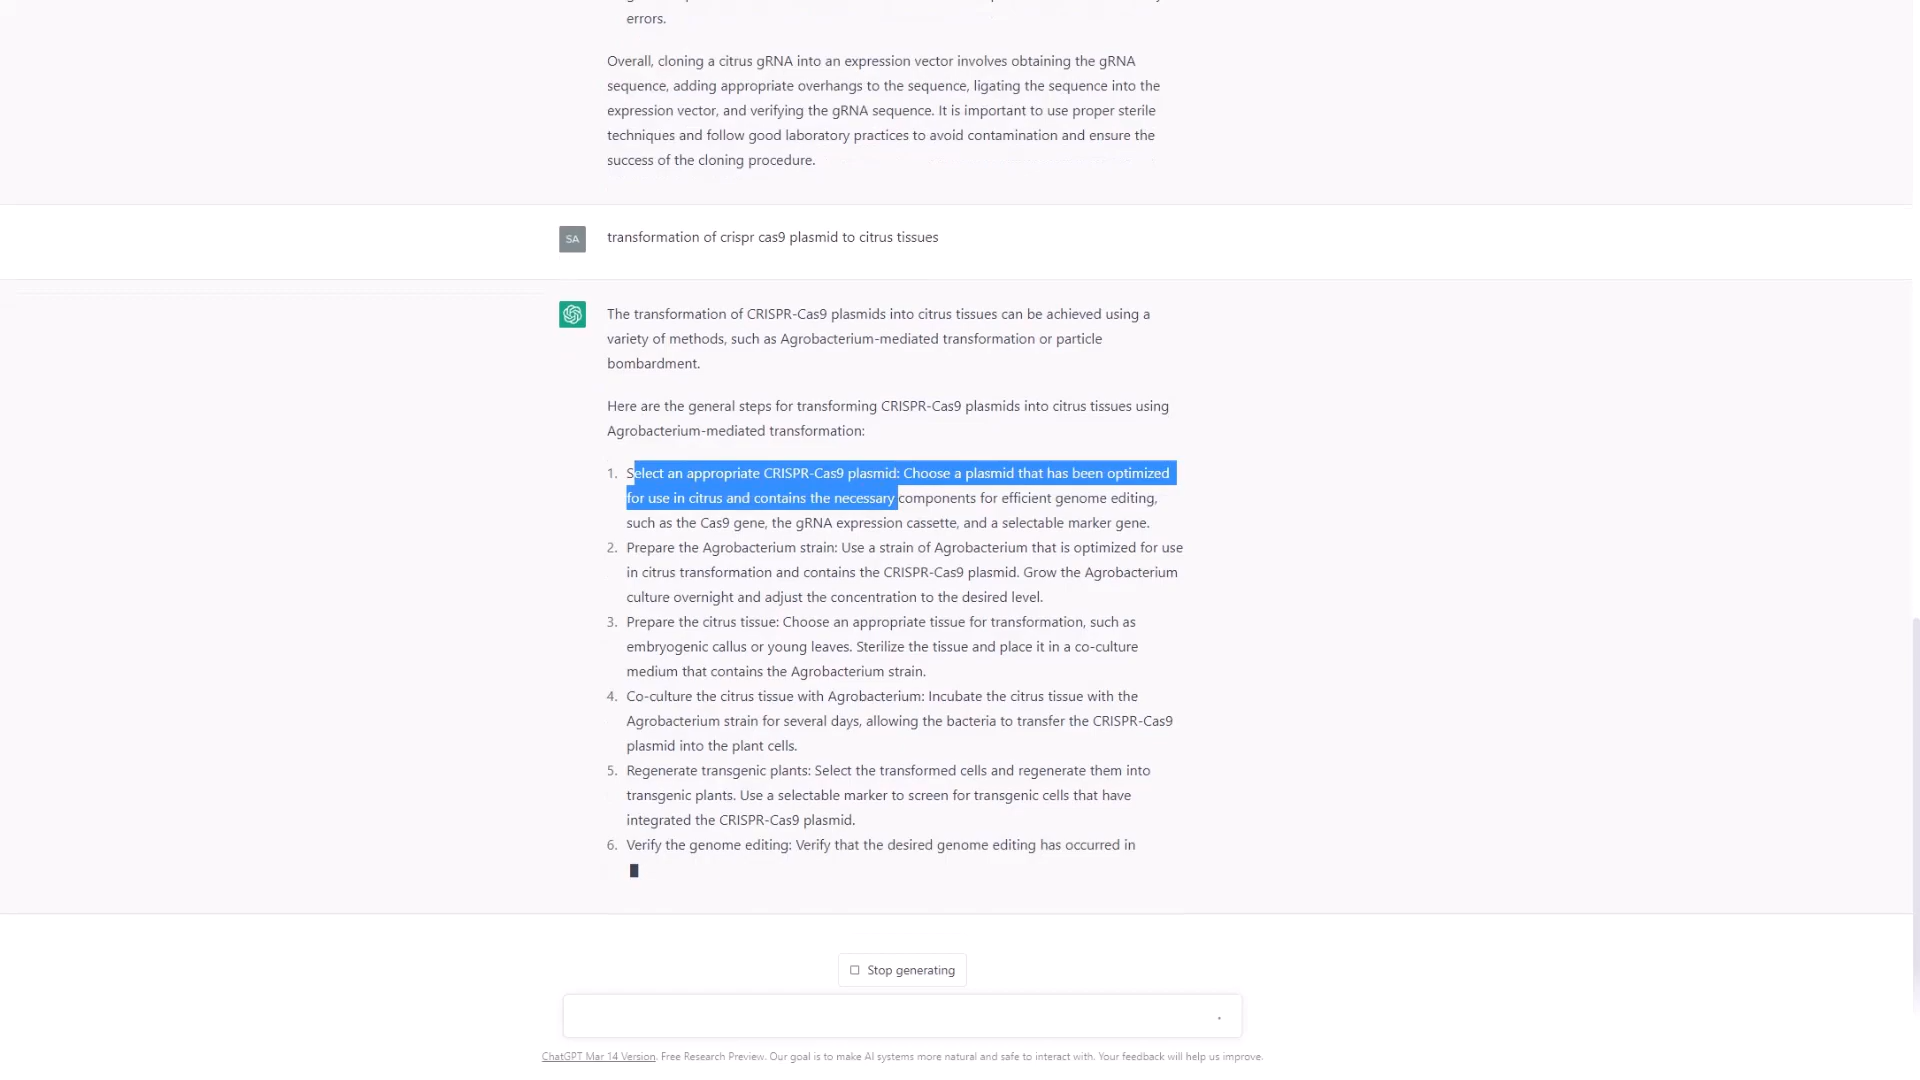 errors.
Overall, cloning a citrus gRNA into an expression vector involves obtaining the gRNA
sequence, adding appropriate overhangs to the sequence, ligating the sequence into the
expression vector, and verifying the gRNA sequence. It is important to use proper sterile
techniques and follow good laboratory practices to avoid contamination and ensure the
success of the cloning procedure.
SA
transformation of crispr cas9 plasmid to citrus tissues
The transformation of CRISPR-Cas9 plasmids into citrus tissues can be achieved using a
variety of methods, such as Agrobacterium-mediated transformation or particle
bombardment.
Here are the general steps for transforming CRISPR-Cas9 plasmids into citrus tissues using
Agrobacterium-mediated transformation:
1. Select an appropriate CRISPR-Cas9 plasmid: Choose a plasmid that has been optimized
for use in citrus and contains the necessary components for efficient genome editing,
such as the Cas9 gene, the gRNA expression cassette, and a selectable marker gene.
2. Prepare the Agrobacterium strain: Use a strain of Agrobacterium that is optimized for use
in citrus transformation and contains the CRISPR-Cas9 plasmid. Grow the Agrobacterium
culture overnight and adjust the concentration to the desired level.
3. Prepare the citrus tissue: Choose an appropriate tissue for transformation, such as
embryogenic callus or young leaves. Sterilize the tissue and place it in a co-culture
medium that contains the Agrobacterium strain.
4. Co-culture the citrus tissue with Agrobacterium: Incubate the citrus tissue with the
Agrobacterium strain for several days, allowing the bacteria to transfer the CRISPR-Cas9
plasmid into the plant cells.
5. Regenerate transgenic plants: Select the transformed cells and regenerate them into
transgenic plants. Use a selectable marker to screen for transgenic cells that have
integrated the CRISPR-Cas9 plasmid.
6. Verify the genome editing: Verify that the desired genome editing has occurred in
Stop generating
ChatGPT Mar 14 Version. Free Research Preview. Our goal is to make AI systems more natural and safe to interact with. Your feedback will help us improve.